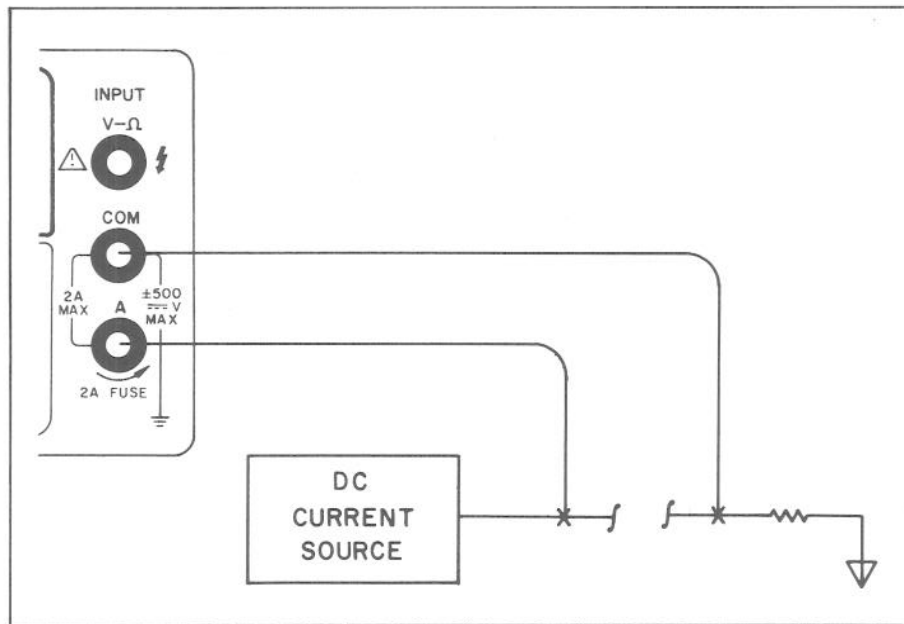 INPUT
V-Ω
COM
2A
MAX
±500
⎓ V
MAX
A
2A FUSE
DC
CURRENT
SOURCE